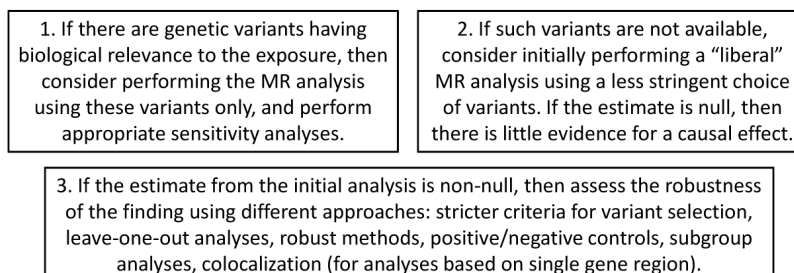 1. If there are genetic variants having
biological relevance to the exposure, then
consider performing the MR analysis
using these variants only, and perform
appropriate sensitivity analyses.
2. If such variants are not available,
consider initially performing a “liberal”
MR analysis using a less stringent choice
of variants. If the estimate is null, then
there is little evidence for a causal effect.
3. If the estimate from the initial analysis is non-null, then assess the robustness
of the finding using different approaches: stricter criteria for variant selection,
leave-one-out analyses, robust methods, positive/negative controls, subgroup
analyses, colocalization (for analyses based on single gene region).